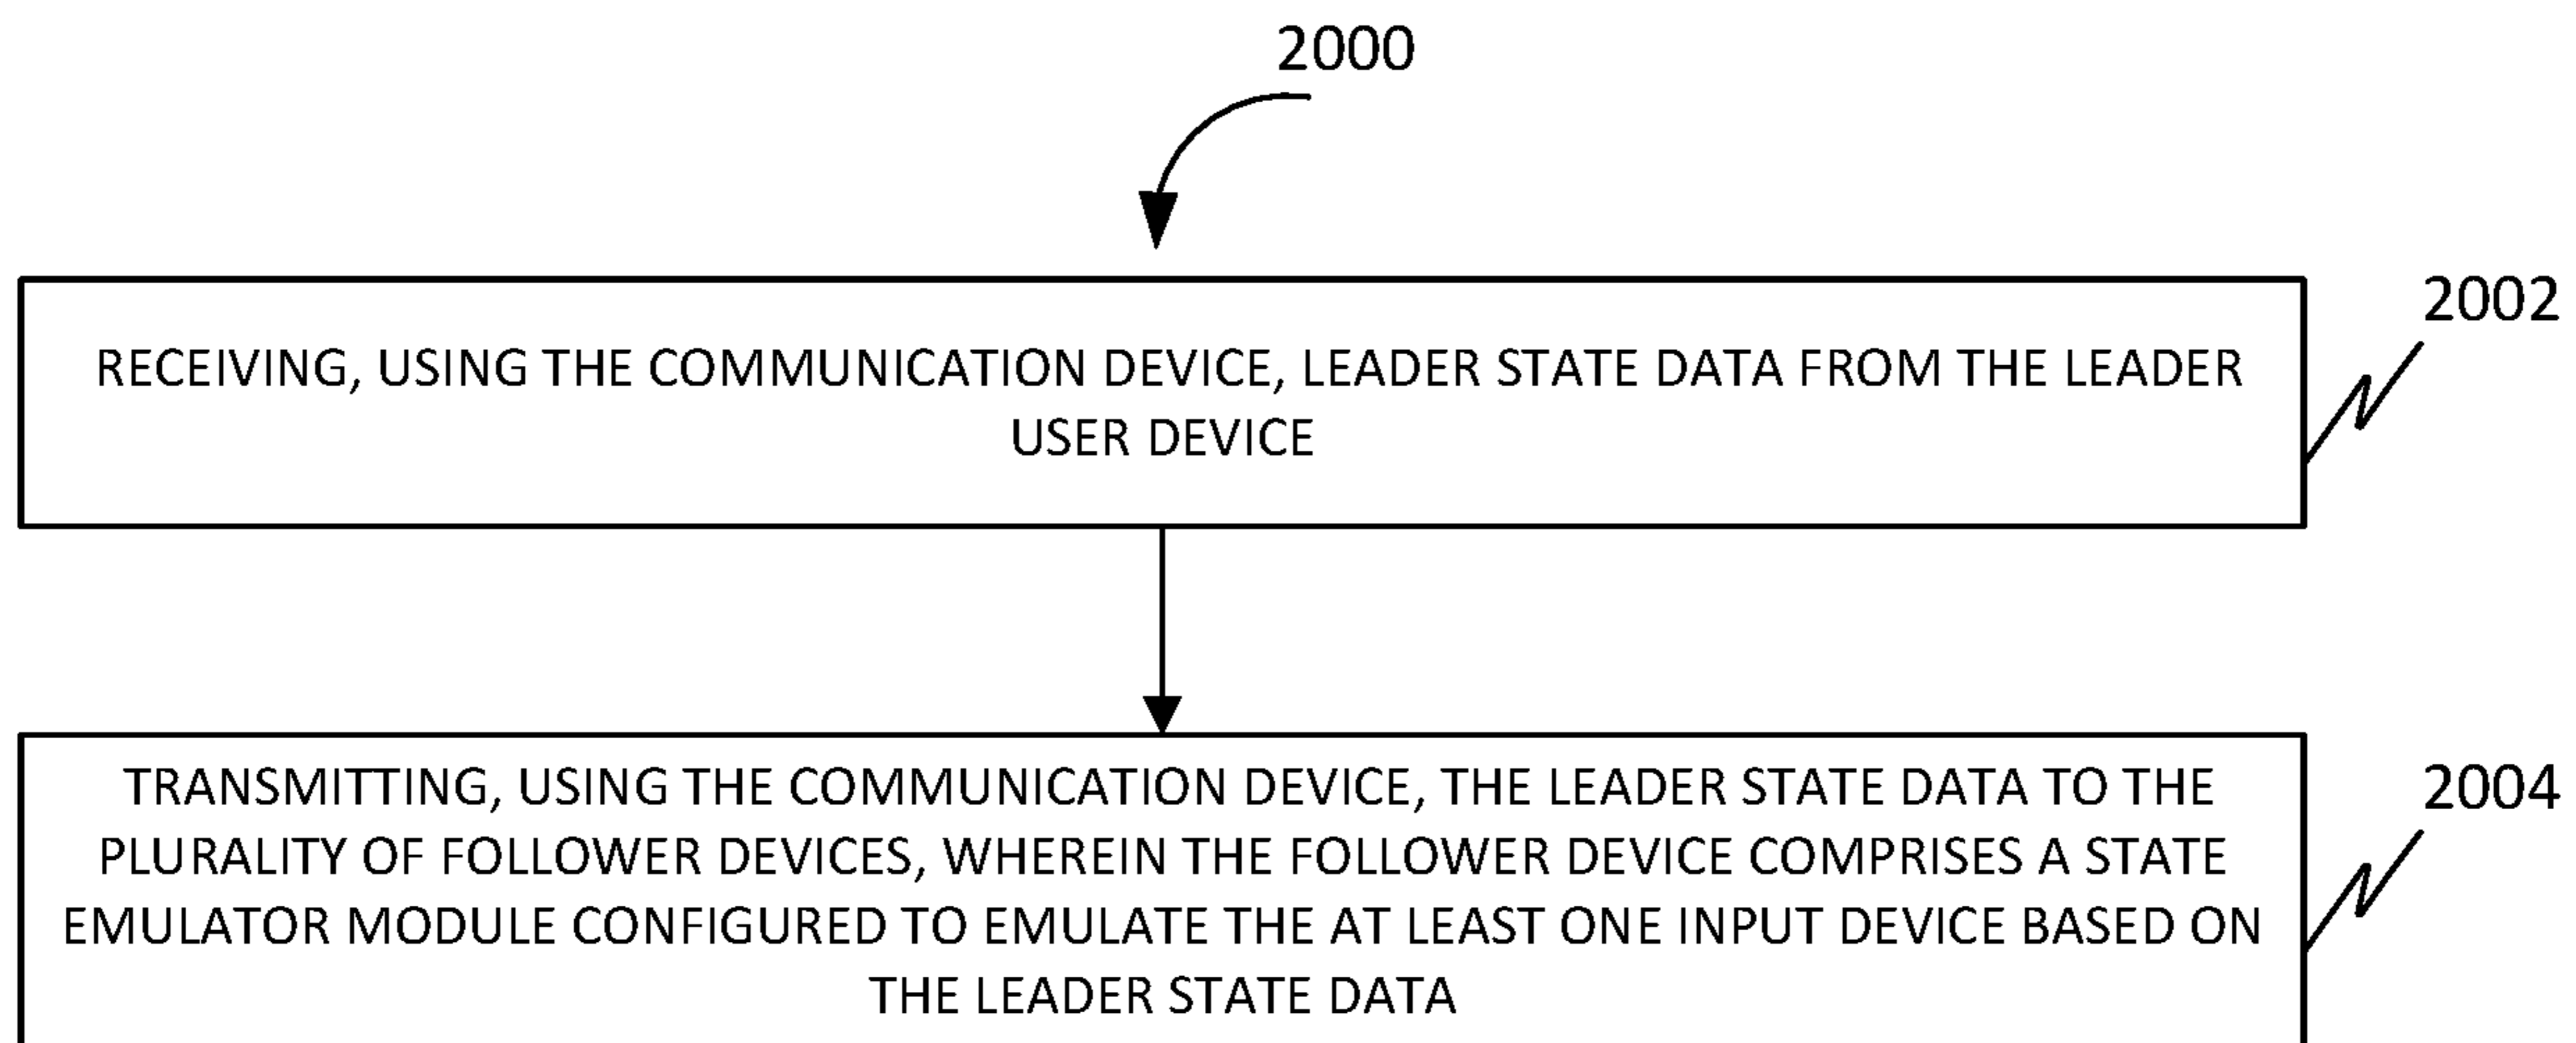 2000
2002
RECEIVING, USING THE COMMUNICATION DEVICE, LEADER STATE DATA FROM THE LEADER
USER DEVICE
2004
TRANSMITTING, USING THE COMMUNICATION DEVICE, THE LEADER STATE DATA TO THE
PLURALITY OF FOLLOWER DEVICES, WHEREIN THE FOLLOWER DEVICE COMPRISES A STATE
EMULATOR MODULE CONFIGURED TO EMULATE THE AT LEAST ONE INPUT DEVICE BASED ON
THE LEADER STATE DATA